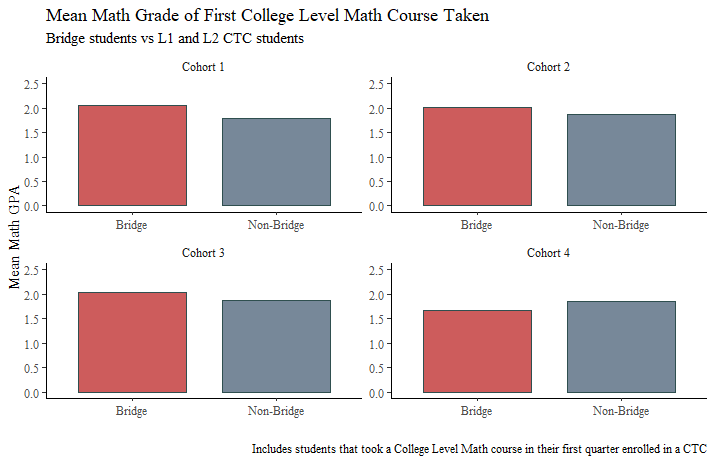 Mean Math Grade of First College Level Math Course Taken
Bridge students vs L1 and L2 CTC students
Mean Math GPA
Cohort 1
2.5
2.0
1.5
1.0
0.5
0.0
Bridge Non-Bridge
Cohort 2
2.5
2.0
1.5
1.0
0.5
0.0
Bridge Non-Bridge
Cohort 3
2.5
2.0
1.5
1.0
0.5
0.0
Bridge Non-Bridge
Cohort 4
2.5
2.0
1.5
1.0
0.5
0.0
Bridge Non-Bridge
Includes students that took a College Level Math course in their first quarter enrolled in a CTC